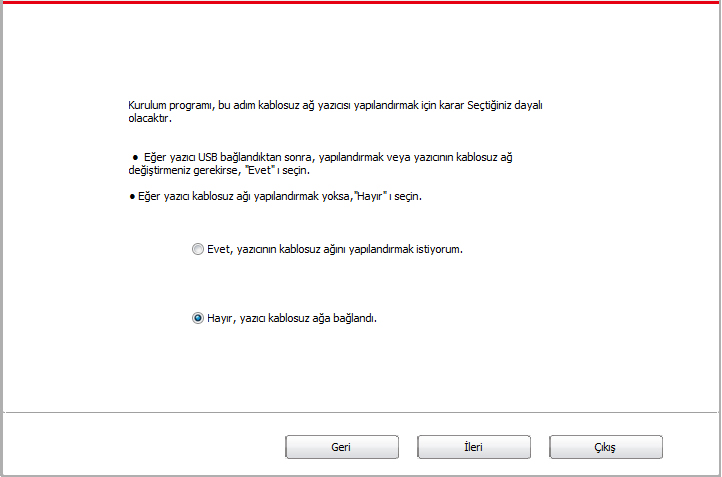 Kurulum programı, bu adım kablosuz ağ yazıcısı yapılandırmak için karar Seçtiğiniz dayalı
olacaktır.
● Eğer yazıcı USB bağlandıktan sonra, yapılandırmak veya yazıcının kablosuz ağ
değiştirmeniz gerekirse, "Evet" ı seçin.
● Eğer yazıcı kablosuz ağı yapılandırmak yoksa,"Hayır" ı seçin.
Evet, yazıcının kablosuz ağını yapılandırmak istiyorum.
Hayır, yazıcı kablosuz ağa bağlandı.
Geri İleri Çıkış